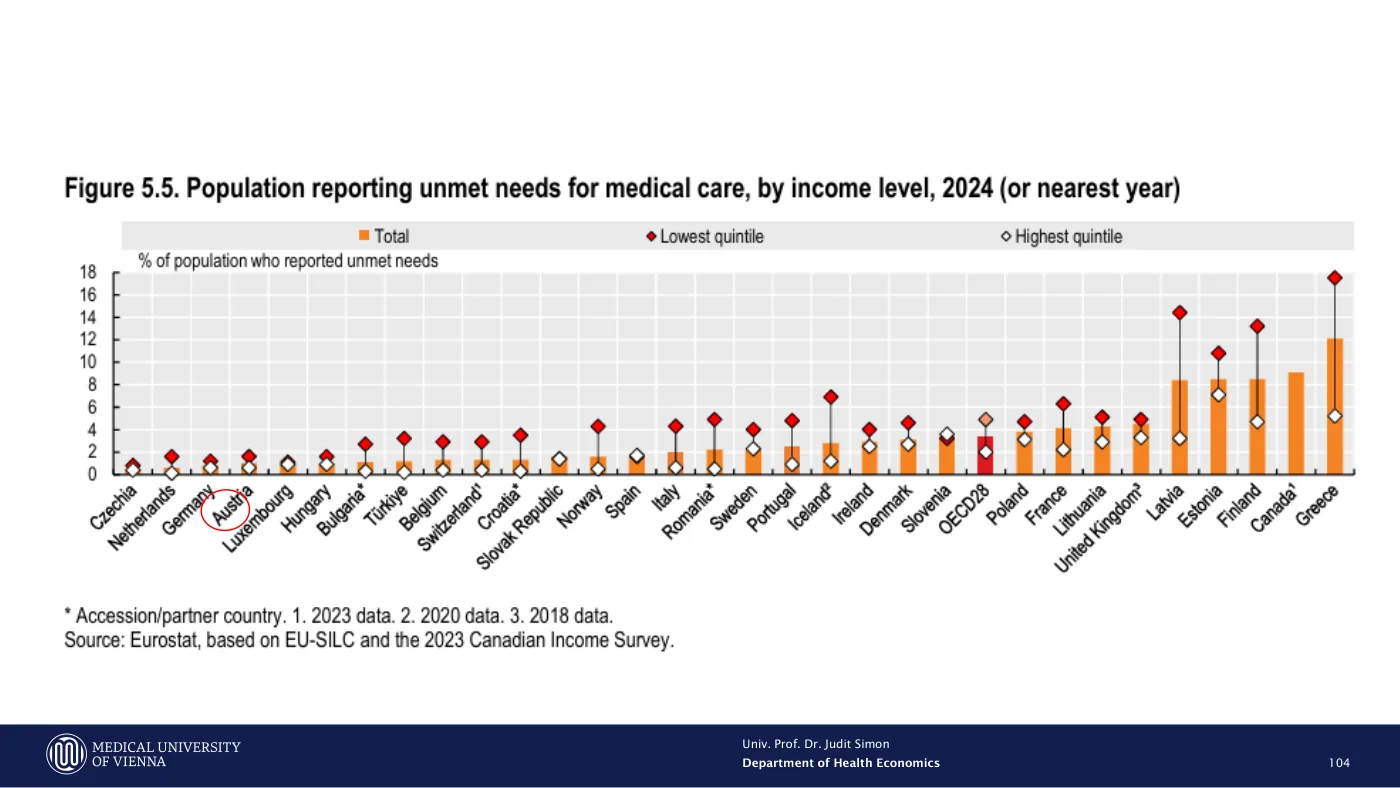 Figure 5.5. Population reporting unmet needs for medical care, by income level, 2024 (or nearest year)
Total
Lowest quintile
Highest quintile
% of population who reported unmet needs
18
16
14
12
10
8
6
4
2
0
Czechia
Netherlands
Germany
Austria
Luxembourg
Hungary
Bulgaria*
Türkiye
Belgium
Switzerland¹
Croatia*
Slovak Republic
Norway
Spain
Italy
Romania*
Sweden
Portugal
Iceland²
Ireland
Denmark
Slovenia
OECD28
Poland
France
Lithuania
United Kingdom³
Latvia
Estonia
Finland
Canada¹
Greece
* Accession/partner country. 1. 2023 data. 2. 2020 data. 3. 2018 data.
Source: Eurostat, based on EU-SILC and the 2023 Canadian Income Survey.
MEDICAL UNIVERSITY
OF VIENNA
Univ. Prof. Dr. Judit Simon
Department of Health Economics
104